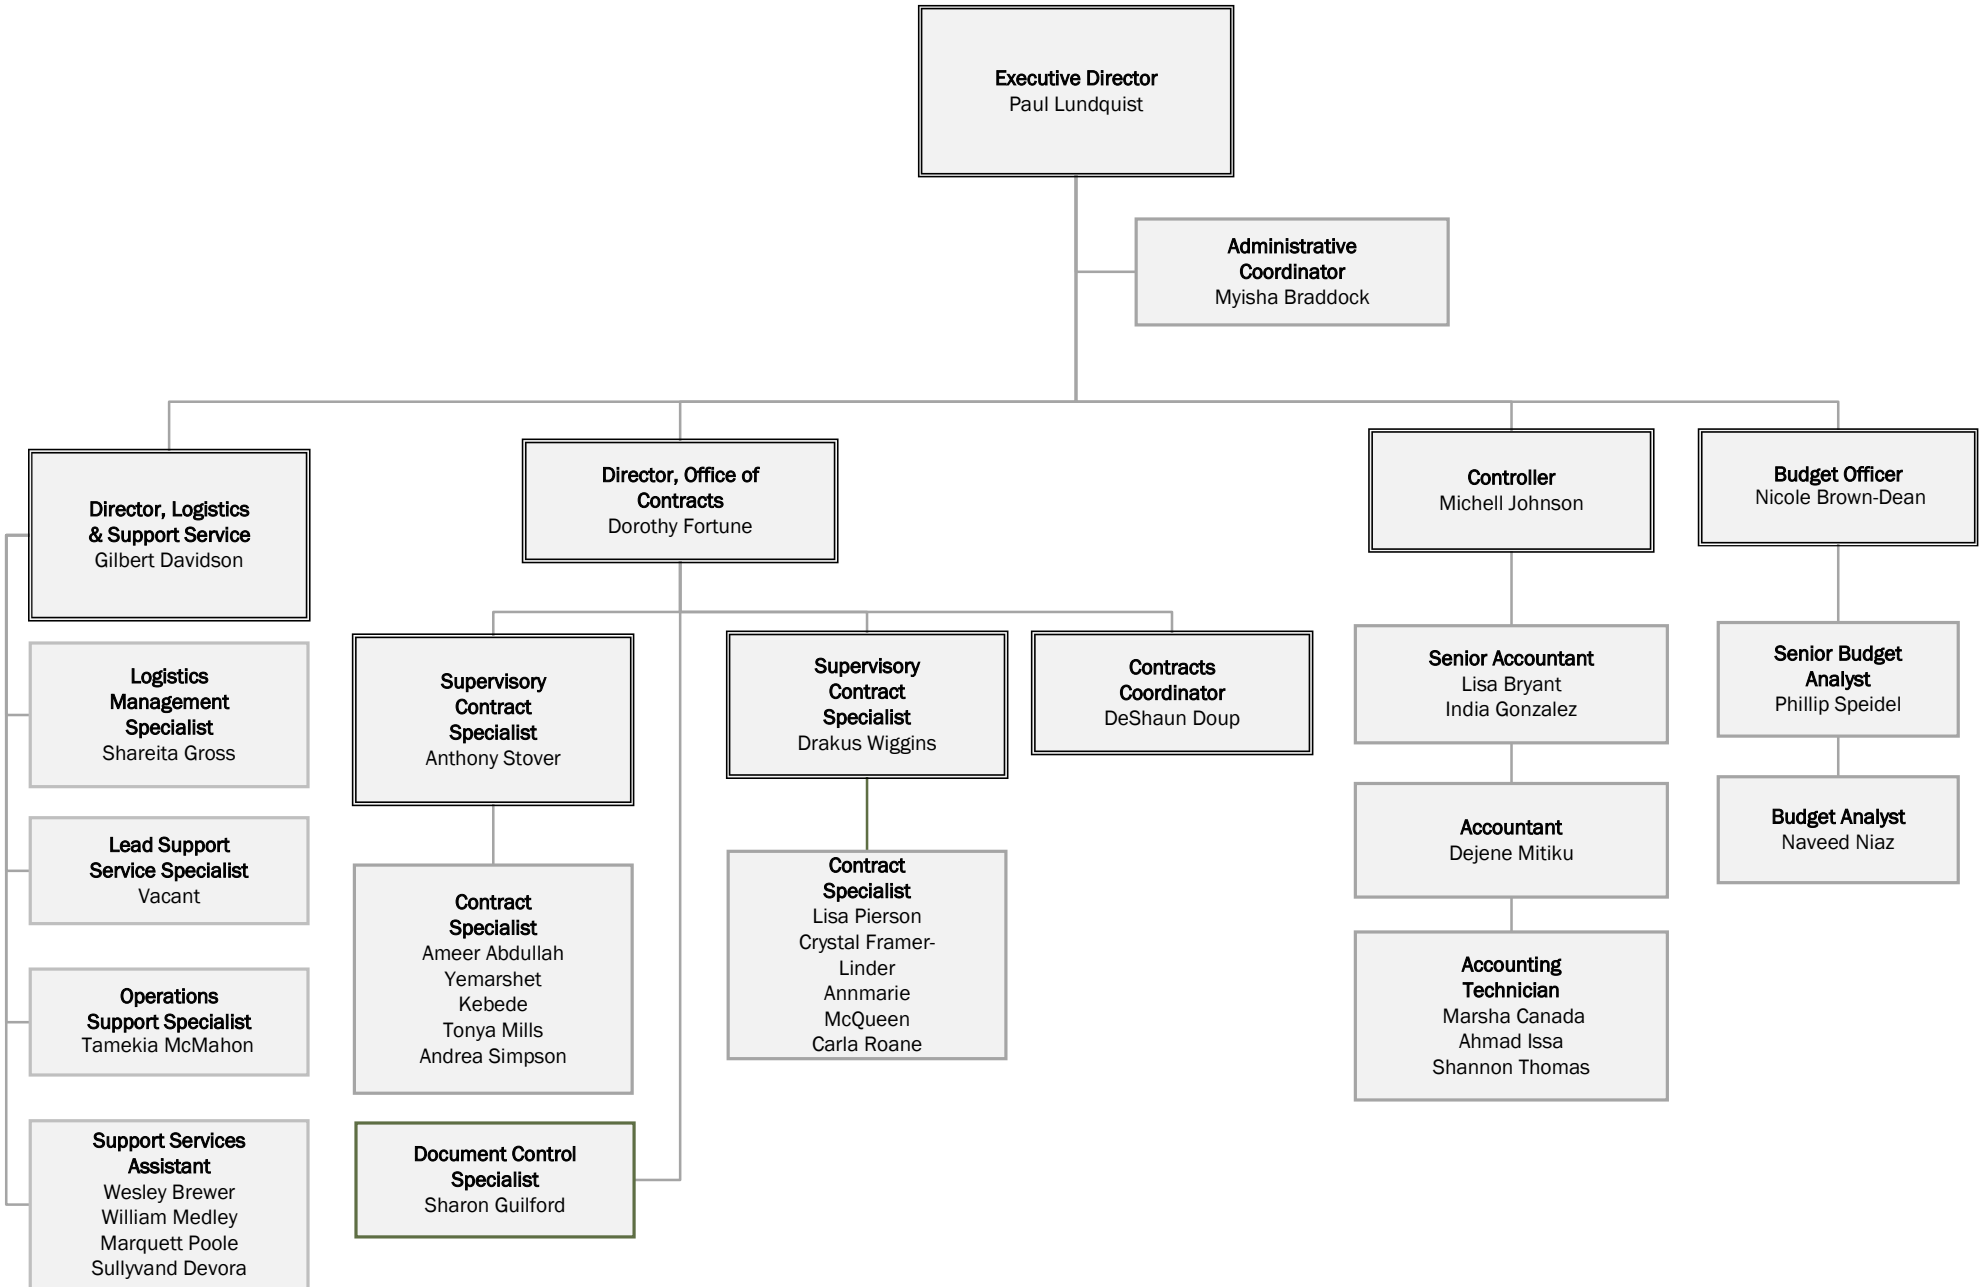 Executive Director
Paul Lundquist
Administrative
Coordinator
Myisha Braddock
Director, Logistics
& Support Service
Gilbert Davidson
Director, Office of
Contracts
Dorothy Fortune
Controller
Michell Johnson
Budget Officer
Nicole Brown-Dean
Logistics
Management
Specialist
Shareita Gross
Lead Support
Service Specialist
Vacant
Operations
Support Specialist
Tamekia McMahon
Support Services
Assistant
Wesley Brewer
William Medley
Marquett Poole
Sullyvand Devora
Supervisory
Contract
Specialist
Anthony Stover
Contract
Specialist
Ameer Abdullah
Yemarshet
Kebede
Tonya Mills
Andrea Simpson
Document Control
Specialist
Sharon Guilford
Supervisory
Contract
Specialist
Drakus Wiggins
Contract
Specialist
Lisa Pierson
Crystal Framer-
Linder
Annmarie
McQueen
Carla Roane
Contracts
Coordinator
DeShaun Doup
Senior Accountant
Lisa Bryant
India Gonzalez
Accountant
Dejene Mitiku
Accounting
Technician
Marsha Canada
Ahmad Issa
Shannon Thomas
Senior Budget
Analyst
Phillip Speidel
Budget Analyst
Naveed Niaz